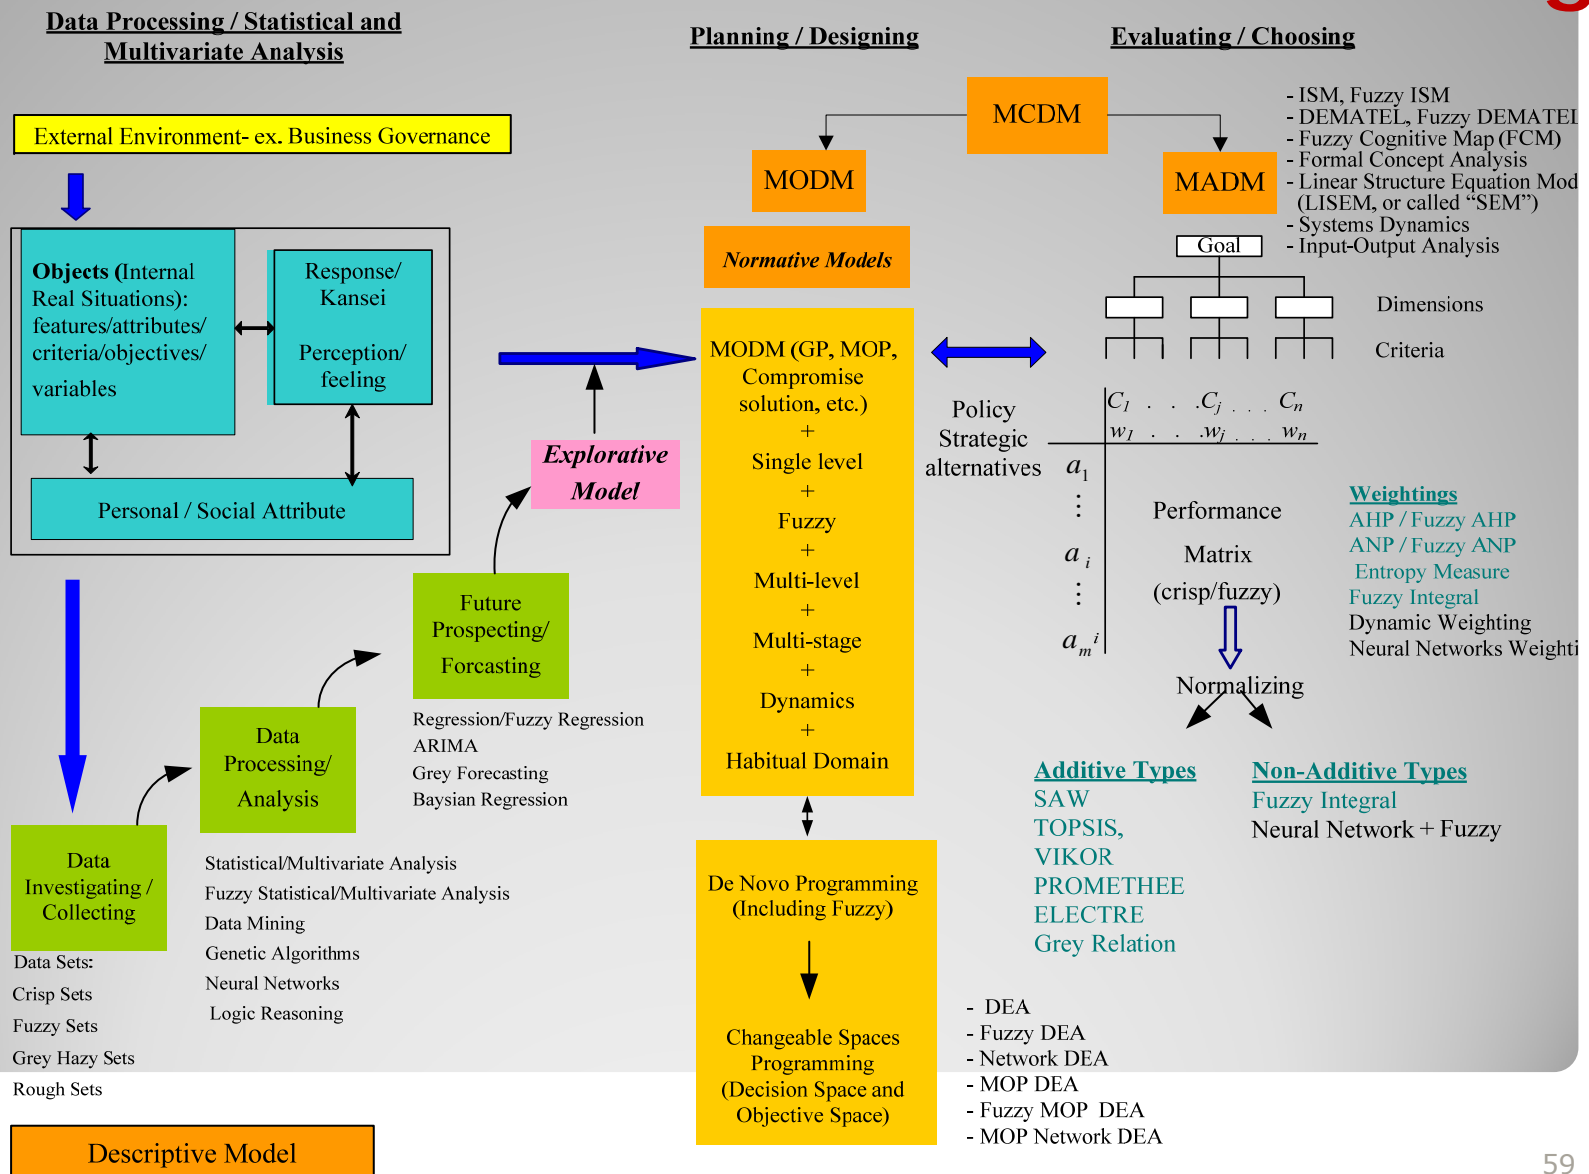 Data Processing / Statistical and
Multivariate Analysis
External Environment- ex. Business Governance
Objects (Internal
Real Situations):
features/attributes/
criteria/objectives/
variables
Response/
Kansei
Perception/
feeling
Personal / Social Attribute
Data
Investigating /
Collecting
Data Sets:
Crisp Sets
Fuzzy Sets
Grey Hazy Sets
Rough Sets
Data
Processing/
Analysis
Statistical/Multivariate Analysis
Fuzzy Statistical/Multivariate Analysis
Data Mining
Genetic Algorithms
Neural Networks
Logic Reasoning
Future
Prospecting/
Forcasting
Regression/Fuzzy Regression
ARIMA
Grey Forecasting
Baysian Regression
Explorative
Model
Descriptive Model
Planning / Designing
MCDM
MODM
Normative Models
MODM (GP, MOP,
Compromise
solution, etc.)
+
Single level
+
Fuzzy
+
Multi-level
+
Multi-stage
+
Dynamics
+
Habitual Domain
De Novo Programming
(Including Fuzzy)
Changeable Spaces
Programming
(Decision Space and
Objective Space)
Evaluating / Choosing
MADM
- ISM, Fuzzy ISM
- DEMATEL, Fuzzy DEMATEL
- Fuzzy Cognitive Map (FCM)
- Formal Concept Analysis
- Linear Structure Equation Mod
(LISEM, or called “SEM”)
- Systems Dynamics
- Input-Output Analysis
Goal
Dimensions
Criteria
Policy
Strategic
alternatives
C1 . . .Cj . . . Cn
w1 . . .wj . . . wn
a1
⋮
ai
⋮
am i
Performance
Matrix
(crisp/fuzzy)
Normalizing
Weightings
AHP / Fuzzy AHP
ANP / Fuzzy ANP
Entropy Measure
Fuzzy Integral
Dynamic Weighting
Neural Networks Weighti
Additive Types
SAW
TOPSIS,
VIKOR
PROMETHEE
ELECTRE
Grey Relation
Non-Additive Types
Fuzzy Integral
Neural Network + Fuzzy
- DEA
- Fuzzy DEA
- Network DEA
- MOP DEA
- Fuzzy MOP DEA
- MOP Network DEA
59